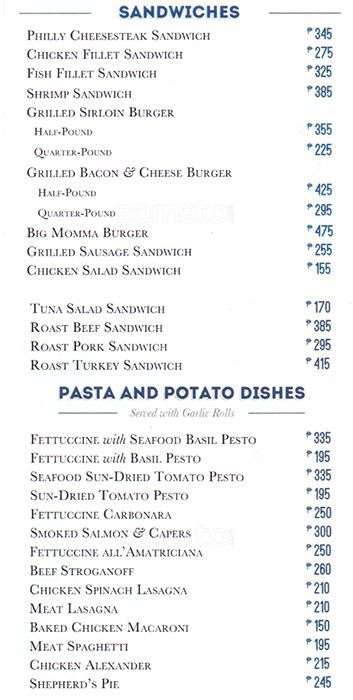 SANDWICHES
PHILLY CHEESESTEAK SANDWICH ₱345
CHICKEN FILLET SANDWICH ₱275
FISH FILLET SANDWICH ₱325
SHRIMP SANDWICH ₱385
GRILLED SIRLOIN BURGER
HALF-POUND ₱355
QUARTER-POUND ₱225
GRILLED BACON & CHEESE BURGER
HALF-POUND ₱425
QUARTER-POUND ₱295
zomato
BIG MOMMA BURGER ₱475
GRILLED SAUSAGE SANDWICH ₱255
CHICKEN SALAD SANDWICH ₱155
TUNA SALAD SANDWICH ₱170
ROAST BEEF SANDWICH ₱385
ROAST PORK SANDWICH ₱295
ROAST TURKEY SANDWICH ₱415
PASTA AND POTATO DISHES
Served with Garlic Rolls
FETTUCCINE with SEAFOOD BASIL PESTO ₱335
FETTUCCINE with BASIL PESTO ₱195
SEAFOOD SUN-DRIED TOMATO PESTO ₱335
SUN-DRIED TOMATO PESTO ₱195
FETTUCCINE CARBONARA ₱250
SMOKED SALMON & CAPERS ₱300
FETTUCCINE ALL'AMATRICIANA ₱250
BEEF STROGANOFF ₱260
CHICKEN SPINACH LASAGNA ₱210
MEAT LASAGNA ₱210
BAKED CHICKEN MACARONI ₱150
MEAT SPAGHETTI ₱195
CHICKEN ALEXANDER ₱215
SHEPHERD'S PIE ₱245